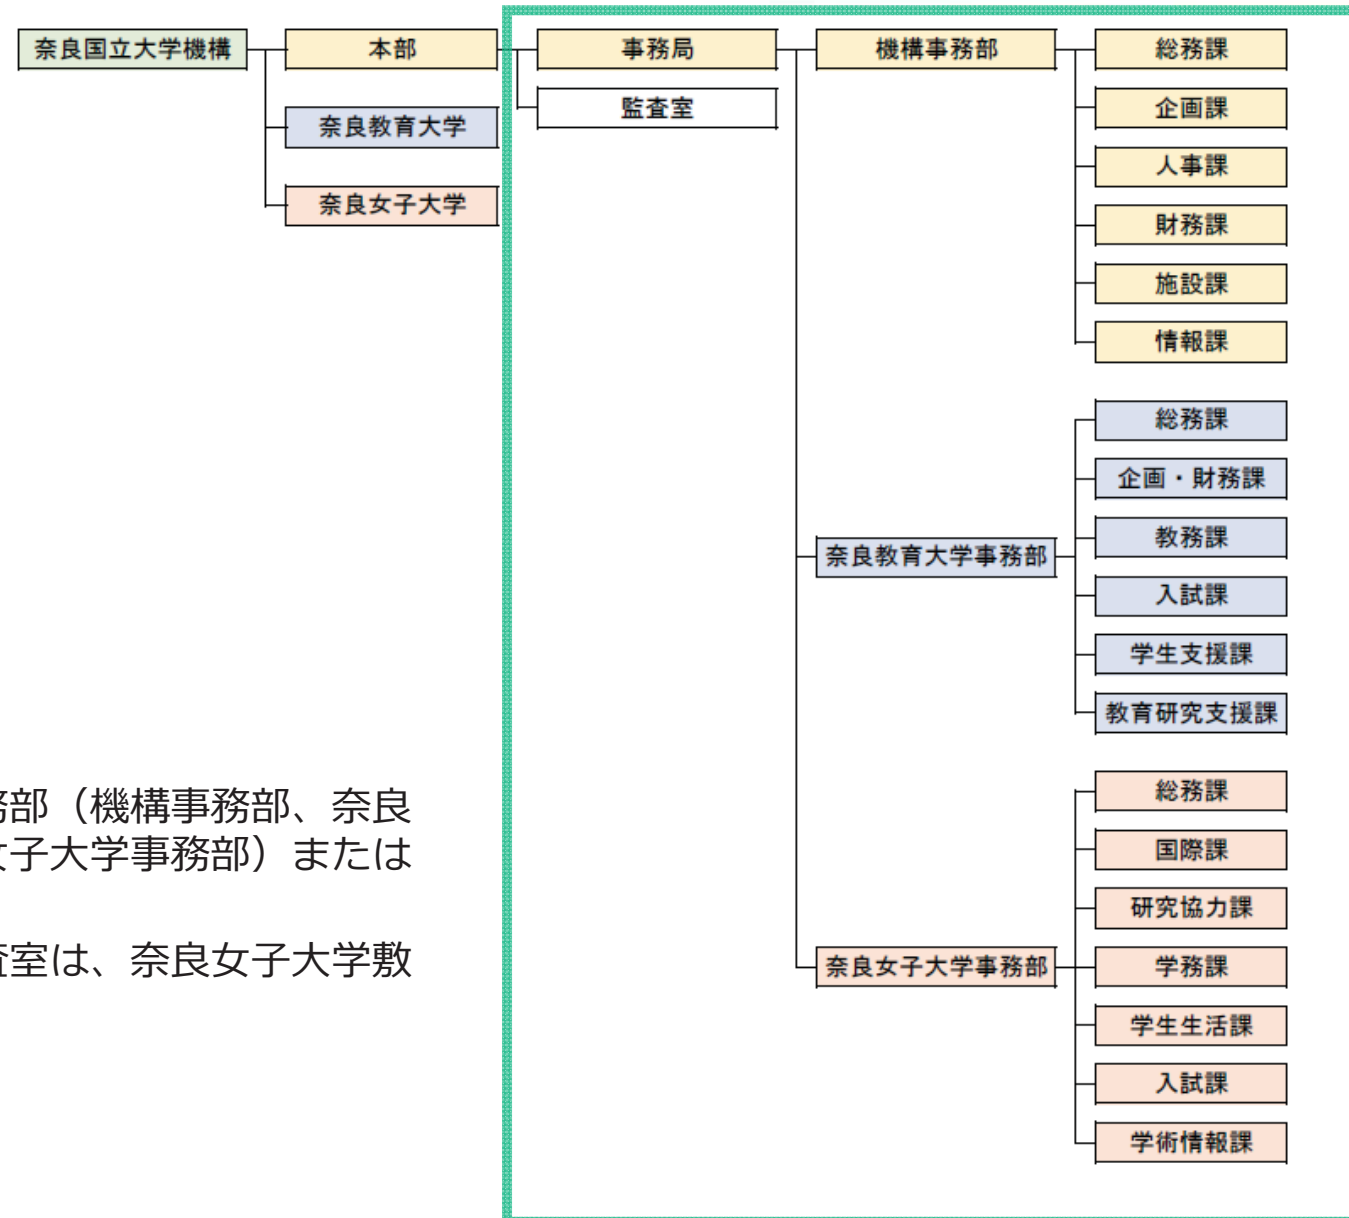 奈良国立大学機構
本部
事務局
機構事務部
総務課
監査室
企画課
奈良教育大学
人事課
奈良女子大学
財務課
施設課
情報課
総務課
企画・財務課
教務課
奈良教育大学事務部
入試課
学生支援課
教育研究支援課
総務課
国際課
研究協力課
奈良女子大学事務部
学務課
学生生活課
入試課
学術情報課
務部（機構事務部、奈良
女子大学事務部）または
査室は、奈良女子大学敷